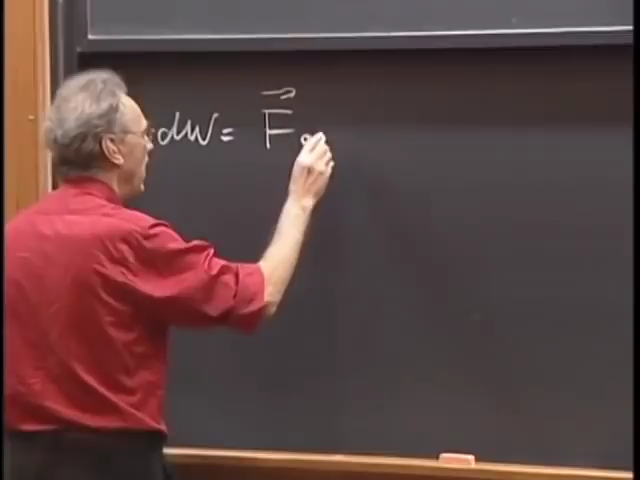 dW = F⃗ .